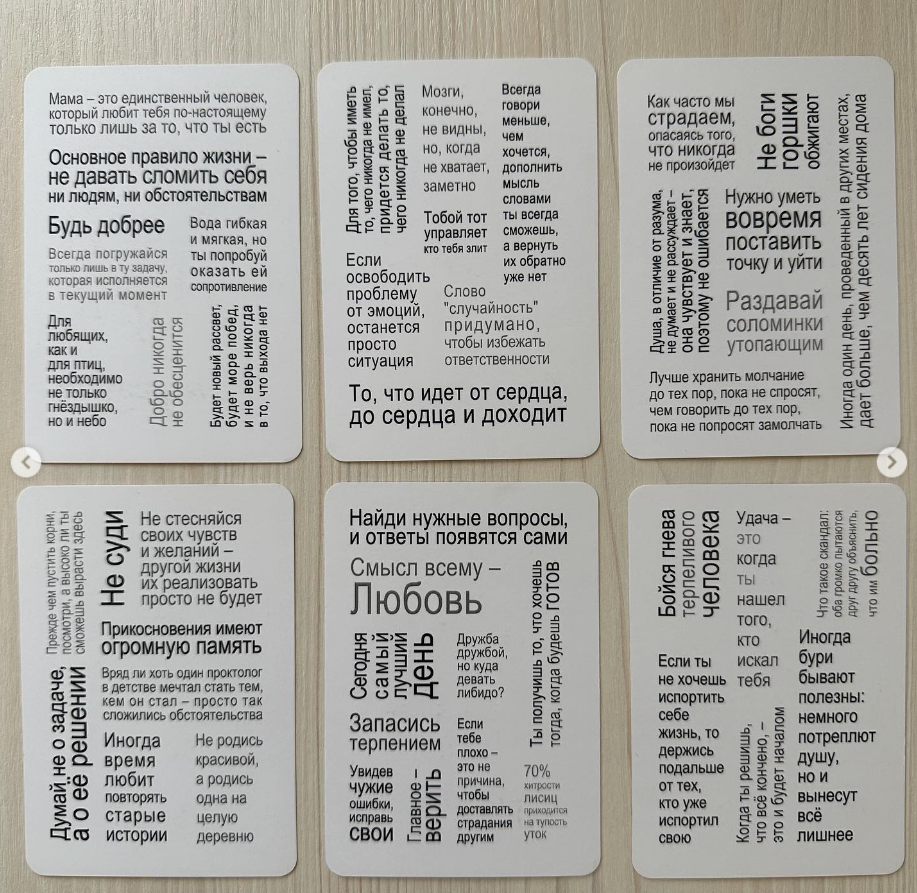 Мама – это единственный человек,
который любит тебя по-настоящему
только лишь за то, что ты есть
Основное правило жизни –
не давать сломить себя
ни людям, ни обстоятельствам
Будь добрее
Всегда погружайся
только лишь в ту задачу,
которая исполняется
в текущий момент
Вода гибкая
и мягкая, но
ты попробуй
оказать ей
сопротивление
Для
любящих,
как и
для птиц,
необходимо
не только
гнёздышко,
но и небо
Добро никогда
не обесценится
Будет новый рассвет,
будет море побед,
и не верь никогда
в то, что выхода нет
Для того, чтобы иметь
то, чего никогда не имел,
придется делать то,
чего никогда не делал
Мозги,
конечно,
не видны,
но, когда
не хватает,
заметно
Тобой тот
управляет
кто тебя злит
Всегда
говори
меньше,
чем
хочется,
дополнить
мысль
словами
ты всегда
сможешь,
а вернуть
их обратно
уже нет
Если
освободить
проблему
от эмоций,
останется
просто
ситуация
Слово
"случайность"
придумано,
чтобы избежать
ответственности
То, что идет от сердца,
до сердца и доходит
Как часто мы
страдаем,
опасаясь того,
что никогда
не произойдет
Не боги
горшки
обжигают
Душа, в отличие от разума,
не думает и не рассуждает –
она чувствует и знает,
поэтому не ошибается
Нужно уметь
вовремя
поставить
точку и уйти
Раздавай
соломинки
утопающим
Лучше хранить молчание
до тех пор, пока не спросят,
чем говорить до тех пор,
пока не попросят замолчать
Иногда один день, проведенный в других местах,
дает больше, чем десять лет сидения дома
Прежде чем пустить корни,
посмотри, а высоко ли ты
сможешь вырасти здесь
Не суди
Не стесняйся
своих чувств
и желаний –
другой жизни
их реализовать
просто не будет
Прикосновения имеют
огромную память
Думай, не о задаче,
а о её решении
Вряд ли хоть один проктолог
в детстве мечтал стать тем,
кем он стал – просто так
сложились обстоятельства
Иногда
время
любит
повторять
старые
истории
Не родись
красивой,
а родись
одна на
целую
деревню
Найди нужные вопросы,
и ответы появятся сами
Смысл всему –
Любовь
Сегодня
самый
лучший
день
Дружба
дружбой,
но куда
девать
либидо?
Ты получишь то, что хочешь
тогда, когда будешь готов
Запасись
терпением
Увидев
чужие
ошибки,
исправь
свои
Главное –
верить
Если
тебе
плохо –
это не
причина,
чтобы
доставлять
страдания
другим
70%
хитрости
лисиц
приходится
на тупость
уток
Бойся гнева
терпеливого
человека
Удача –
это
когда
ты
нашел
того,
кто
искал
тебя
Что такое скандал:
оба громко пытаются
друг другу объяснить,
что им больно
Если ты
не хочешь
испортить
себе
жизнь, то
держись
подальше
от тех,
кто уже
испортил
свою
Когда ты решишь,
что всё кончено, –
это и будет началом
Иногда
бури
бывают
полезны:
немного
потреплют
душу,
но и
вынесут
всё
лишнее